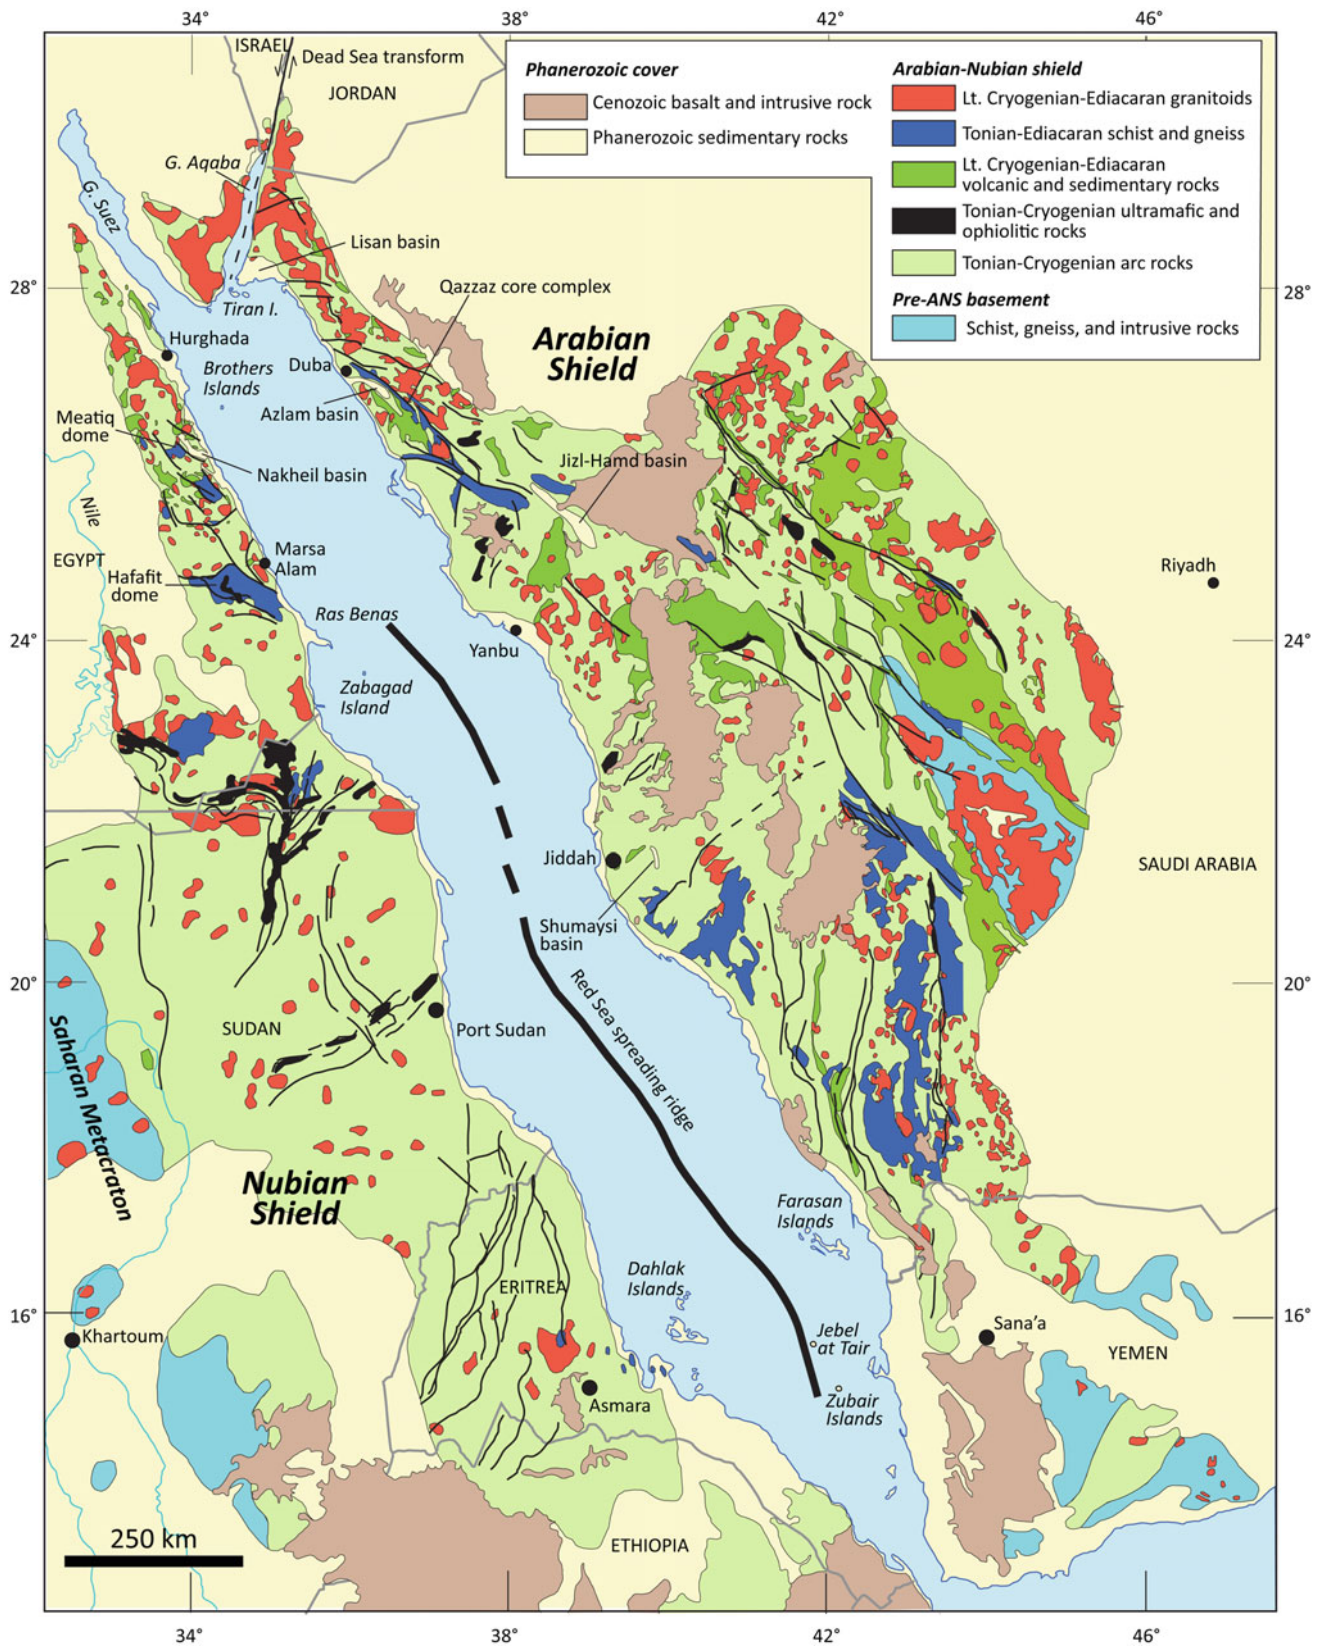 34°
38°
42°
46°
ISRAEL
Dead Sea transform
JORDAN
G. Aqaba
G. Suez
Phanerozoic cover
Cenozoic basalt and intrusive rock
Phanerozoic sedimentary rocks
Arabian-Nubian shield
Lt. Cryogenian-Ediacaran granitoids
Tonian-Ediacaran schist and gneiss
Lt. Cryogenian-Ediacaran
volcanic and sedimentary rocks
Tonian-Cryogenian ultramafic and
ophiolitic rocks
Tonian-Cryogenian arc rocks
Pre-ANS basement
Schist, gneiss, and intrusive rocks
Lisan basin
28°
28°
Qazzaz core complex
Tiran I.
Hurghada
Arabian
Shield
Brothers
Islands
Duba
Azlam basin
Meatiq
dome
Nakheil basin
Jizl-Hamd basin
Nile
EGYPT
Marsa
Alam
Hafafit
dome
Riyadh
Ras Benas
24°
24°
Yanbu
Zabagad
Island
Jiddah
SAUDI ARABIA
Shumaysi
basin
20°
20°
Red Sea spreading ridge
SUDAN
Port Sudan
Saharan Metacraton
Nubian
Shield
Farasan
Islands
Dahlak
Islands
ERITREA
16°
16°
Khartoum
Jebel
at Tair
Sana’a
YEMEN
Zubair
Islands
Asmara
250 km
ETHIOPIA
34°
38°
42°
46°